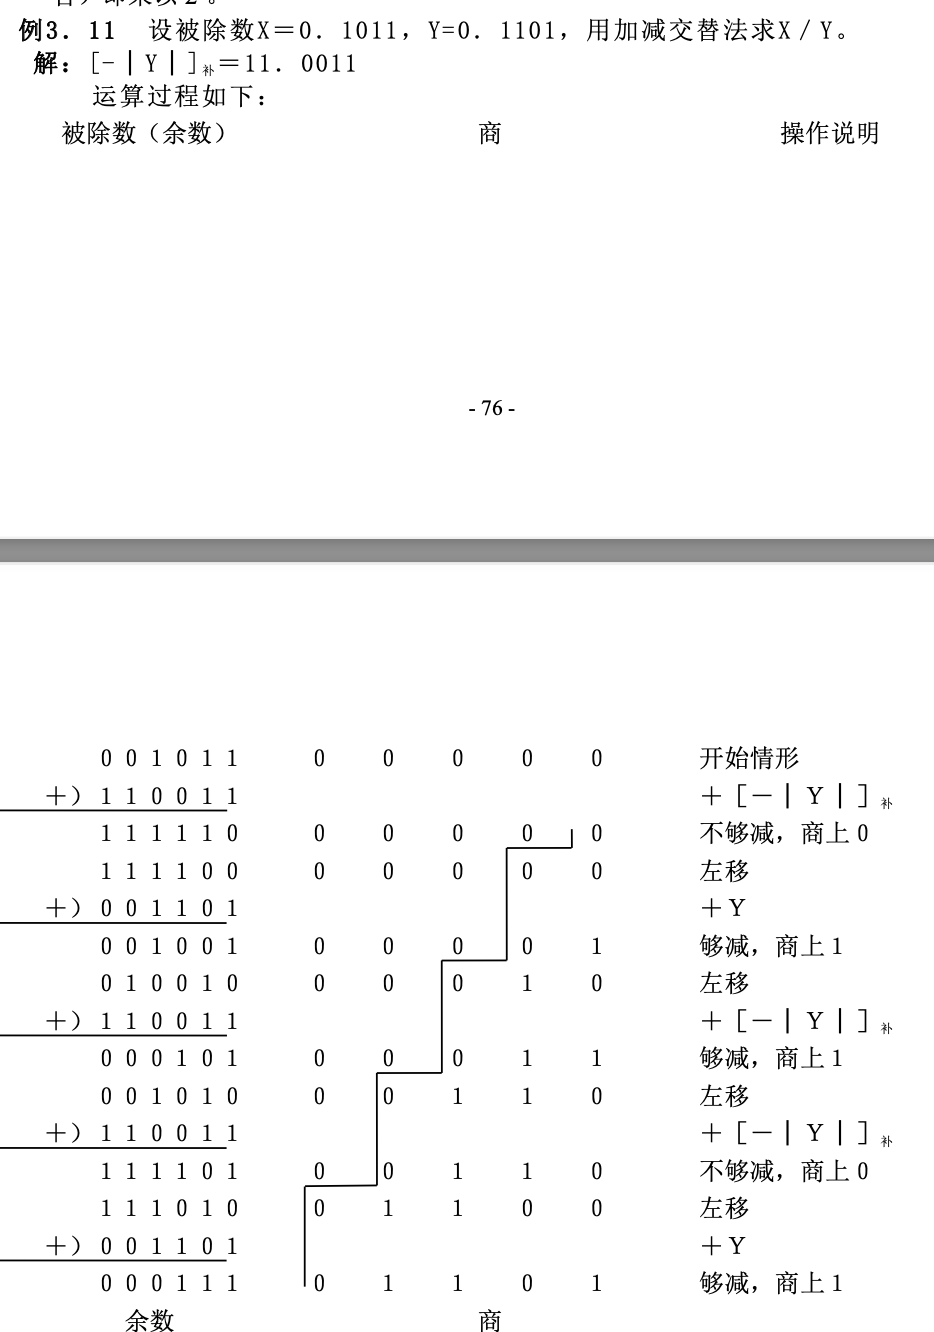 例3．11　设被除数X＝0．1011，Y=0．1101，用加减交替法求X／Y。
解：［-｜Y｜］补＝11．0011
运算过程如下：
被除数（余数） 商 操作说明
- 76 -
0 0 1 0 1 1 0 0 0 0 0 开始情形
＋）1 1 0 0 1 1 ＋［－｜Y｜］补
1 1 1 1 1 0 0 0 0 0 0 不够减，商上0
1 1 1 1 0 0 0 0 0 0 0 左移
＋）0 0 1 1 0 1 ＋Y
0 0 1 0 0 1 0 0 0 0 1 够减，商上1
0 1 0 0 1 0 0 0 0 1 0 左移
＋）1 1 0 0 1 1 ＋［－｜Y｜］补
0 0 0 1 0 1 0 0 0 1 1 够减，商上1
0 0 1 0 1 0 0 0 1 1 0 左移
＋）1 1 0 0 1 1 ＋［－｜Y｜］补
1 1 1 1 0 1 0 0 1 1 0 不够减，商上0
1 1 1 0 1 0 0 1 1 0 0 左移
＋）0 0 1 1 0 1 ＋Y
0 0 0 1 1 1 0 1 1 0 1 够减，商上1
余数 商